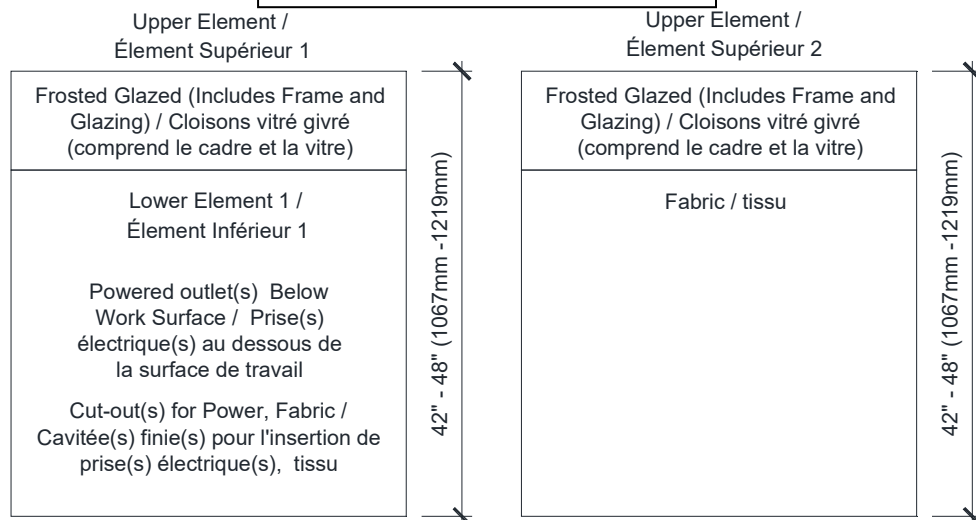 Upper Element /
Élement Supérieur 1
Frosted Glazed (Includes Frame and
Glazing) / Cloisons vitré givré
(comprend le cadre et la vitre)
Lower Element 1 /
Élement Inférieur 1
Powered outlet(s) Below
Work Surface / Prise(s)
électrique(s) au dessous de
la surface de travail
Cut-out(s) for Power, Fabric /
Cavitée(s) finie(s) pour l'insertion de
prise(s) électrique(s), tissu
42" - 48" (1067mm -1219mm)
Upper Element /
Élement Supérieur 2
Frosted Glazed (Includes Frame and
Glazing) / Cloisons vitré givré
(comprend le cadre et la vitre)
Fabric / tissu
42" - 48" (1067mm -1219mm)